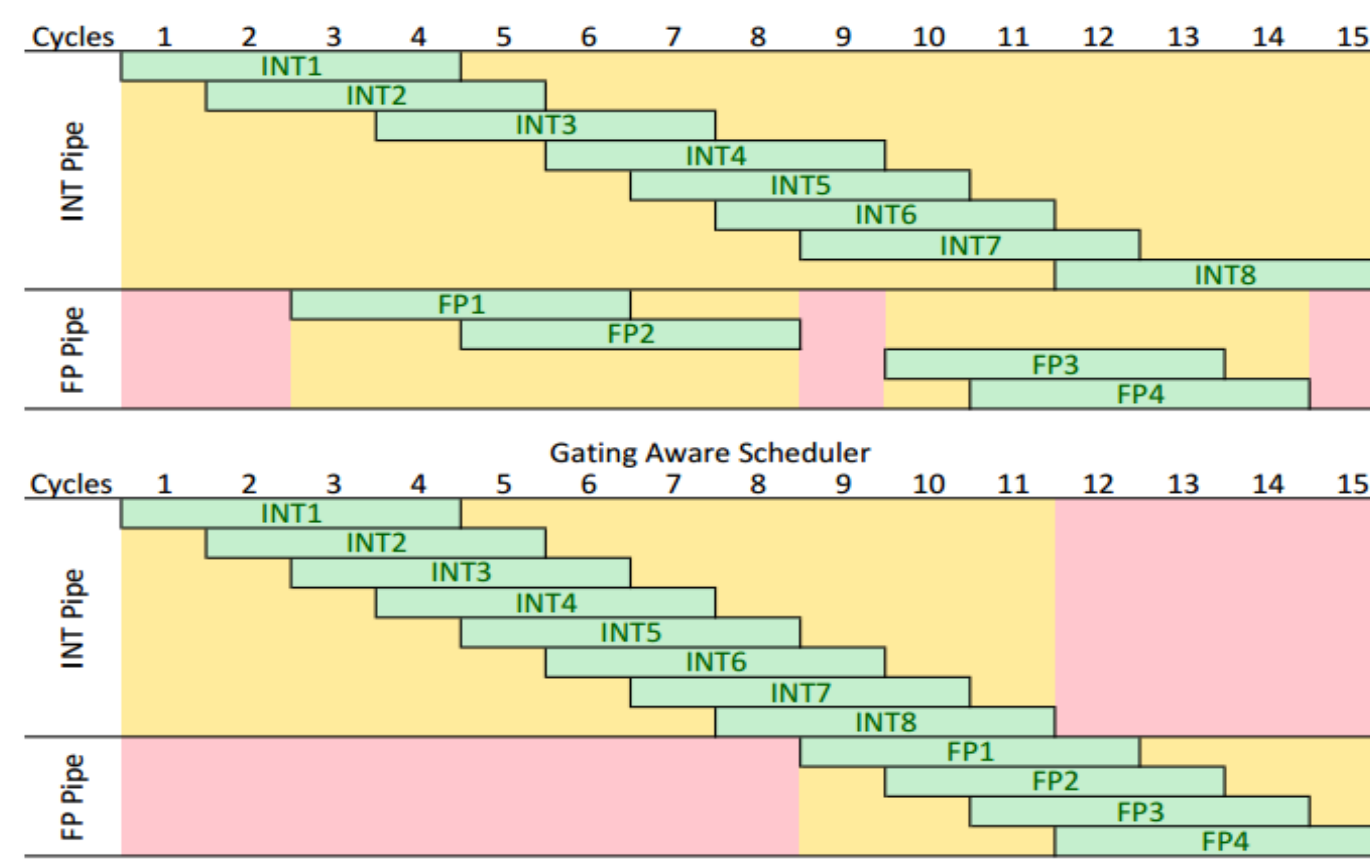 Cycles 1 2 3 4 5 6 7 8 9 10 11 12 13 14 15
INT Pipe
INT1
INT2
INT3
INT4
INT5
INT6
INT7
INT8
FP Pipe
FP1
FP2
FP3
FP4
Gating Aware Scheduler
Cycles 1 2 3 4 5 6 7 8 9 10 11 12 13 14 15
INT Pipe
INT1
INT2
INT3
INT4
INT5
INT6
INT7
INT8
FP Pipe
FP1
FP2
FP3
FP4